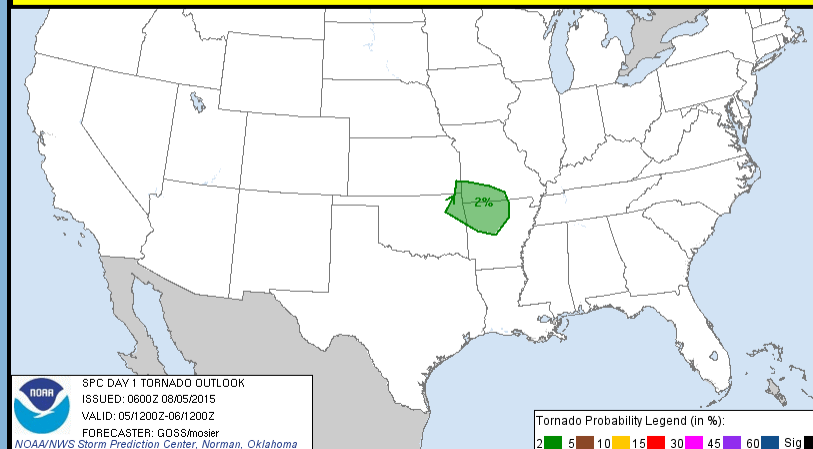 2%
NOAA
SPC DAY 1 TORNADO OUTLOOK
ISSUED: 0600Z 08/05/2015
VALID: 05/1200Z-06/1200Z
FORECASTER: GOSS/mosier
NOAA/NWS Storm Prediction Center, Norman, Oklahoma
Tornado Probability Legend (in %):
2 5 10 15 30 45 60 Sig